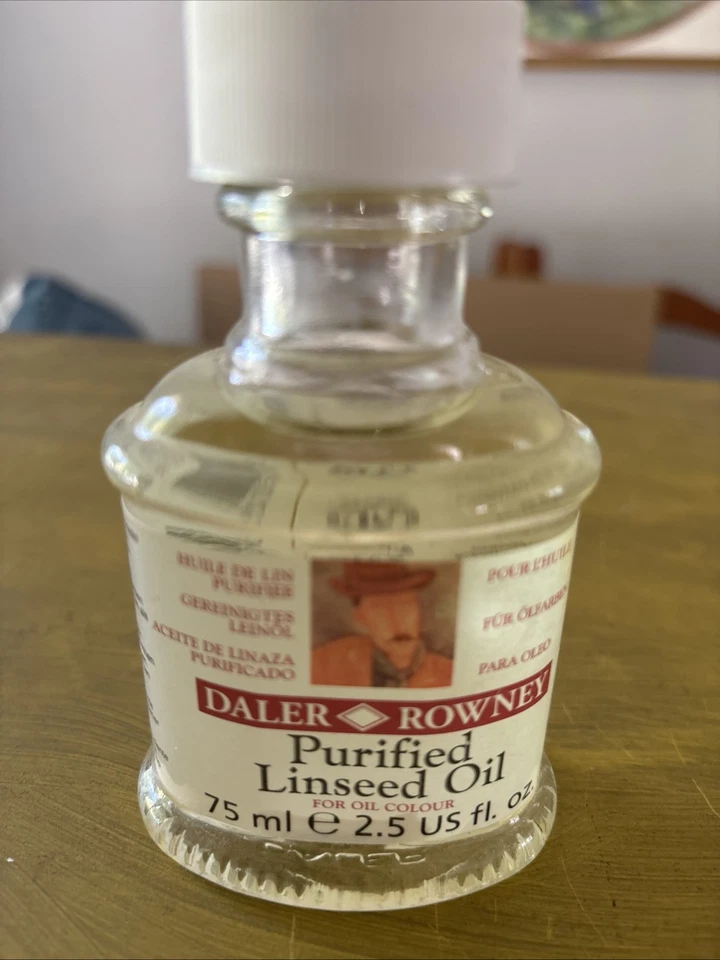 HUILE DE LIN
PURIFIEE
GEREINIGTES
LEINÖL
ACEITE DE LINAZA
PURIFICADO
POUR L'HUILE
FÜR ÖLFARBEN
PARA OLEO
DALER ROWNEY
Purified
Linseed Oil
FOR OIL COLOUR
75 ml ℮ 2.5 US fl. oz.